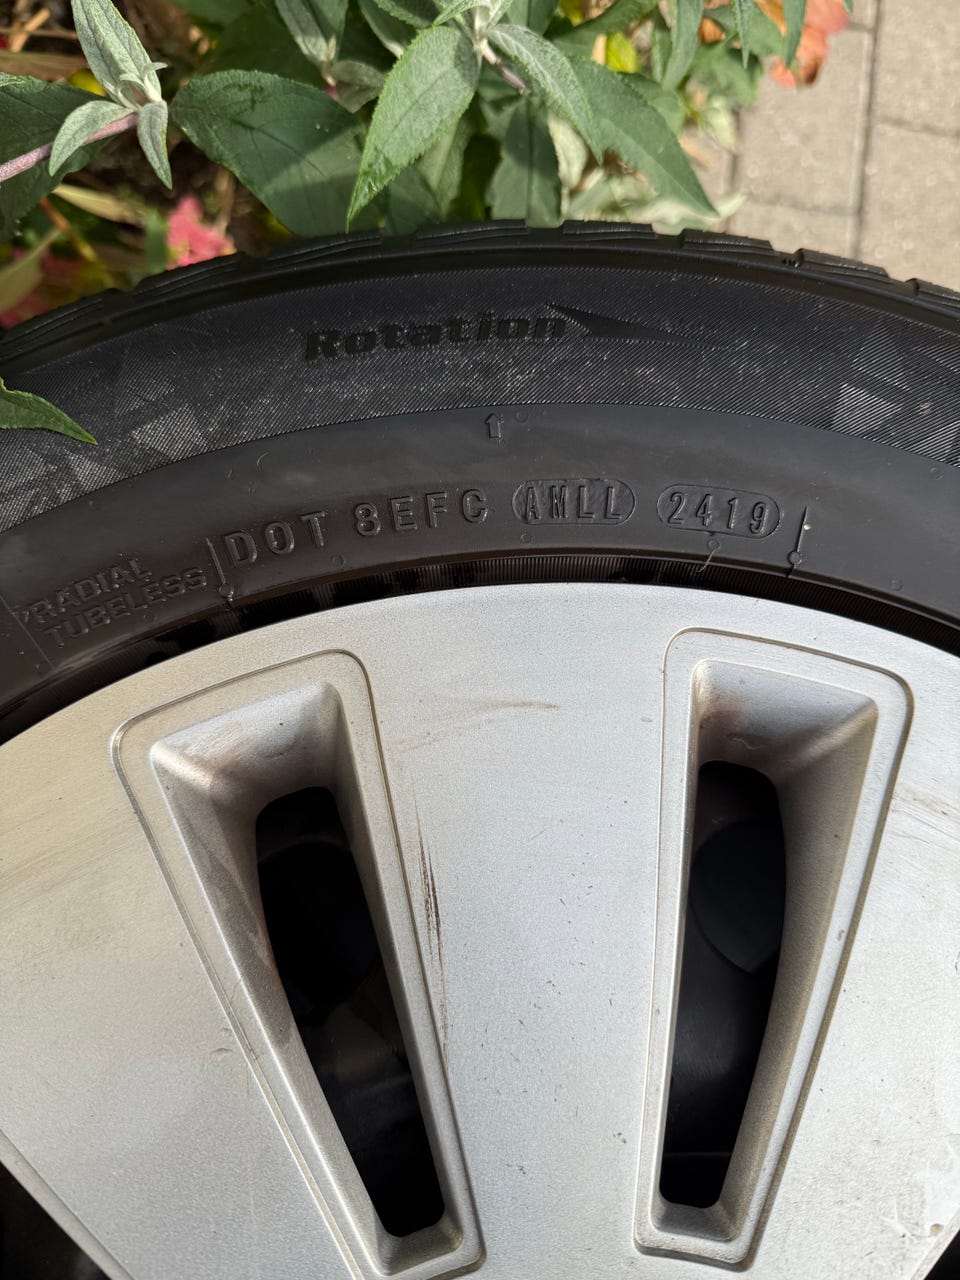 Rotation
DOT 8EFC AMLL 2419
RADIAL
TUBELESS